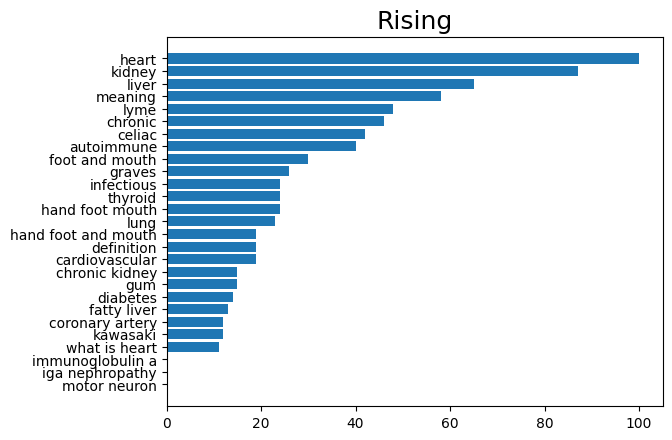 Rising
heart
kidney
liver
meaning
lyme
chronic
celiac
autoimmune
foot and mouth
graves
infectious
thyroid
hand foot mouth
lung
hand foot and mouth
definition
cardiovascular
chronic kidney
gum
diabetes
fatty liver
coronary artery
kawasaki
what is heart
immunoglobulin a
iga nephropathy
motor neuron
0 20 40 60 80 100